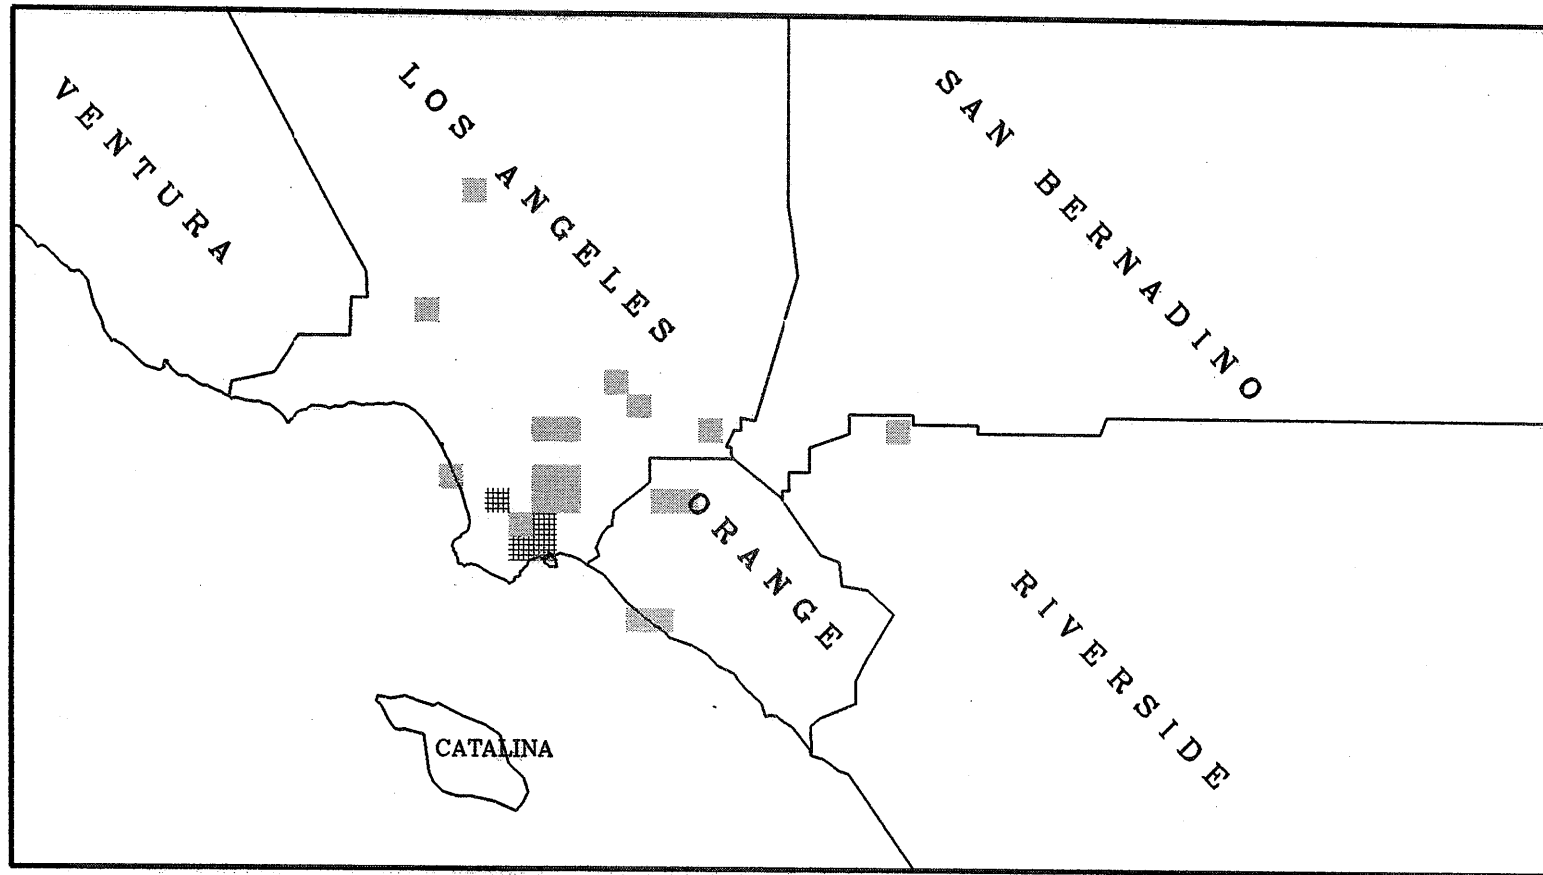 VENTURA
LOS ANGELES
SAN BERNADINO
ORANGE
RIVERSIDE
CATALINA